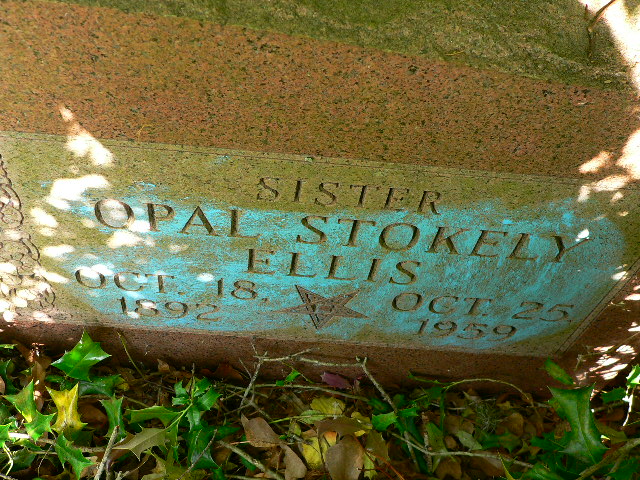 SISTER
OPAL STOKELY
ELLIS
OCT. 18, OCT. 25,
1892 1959